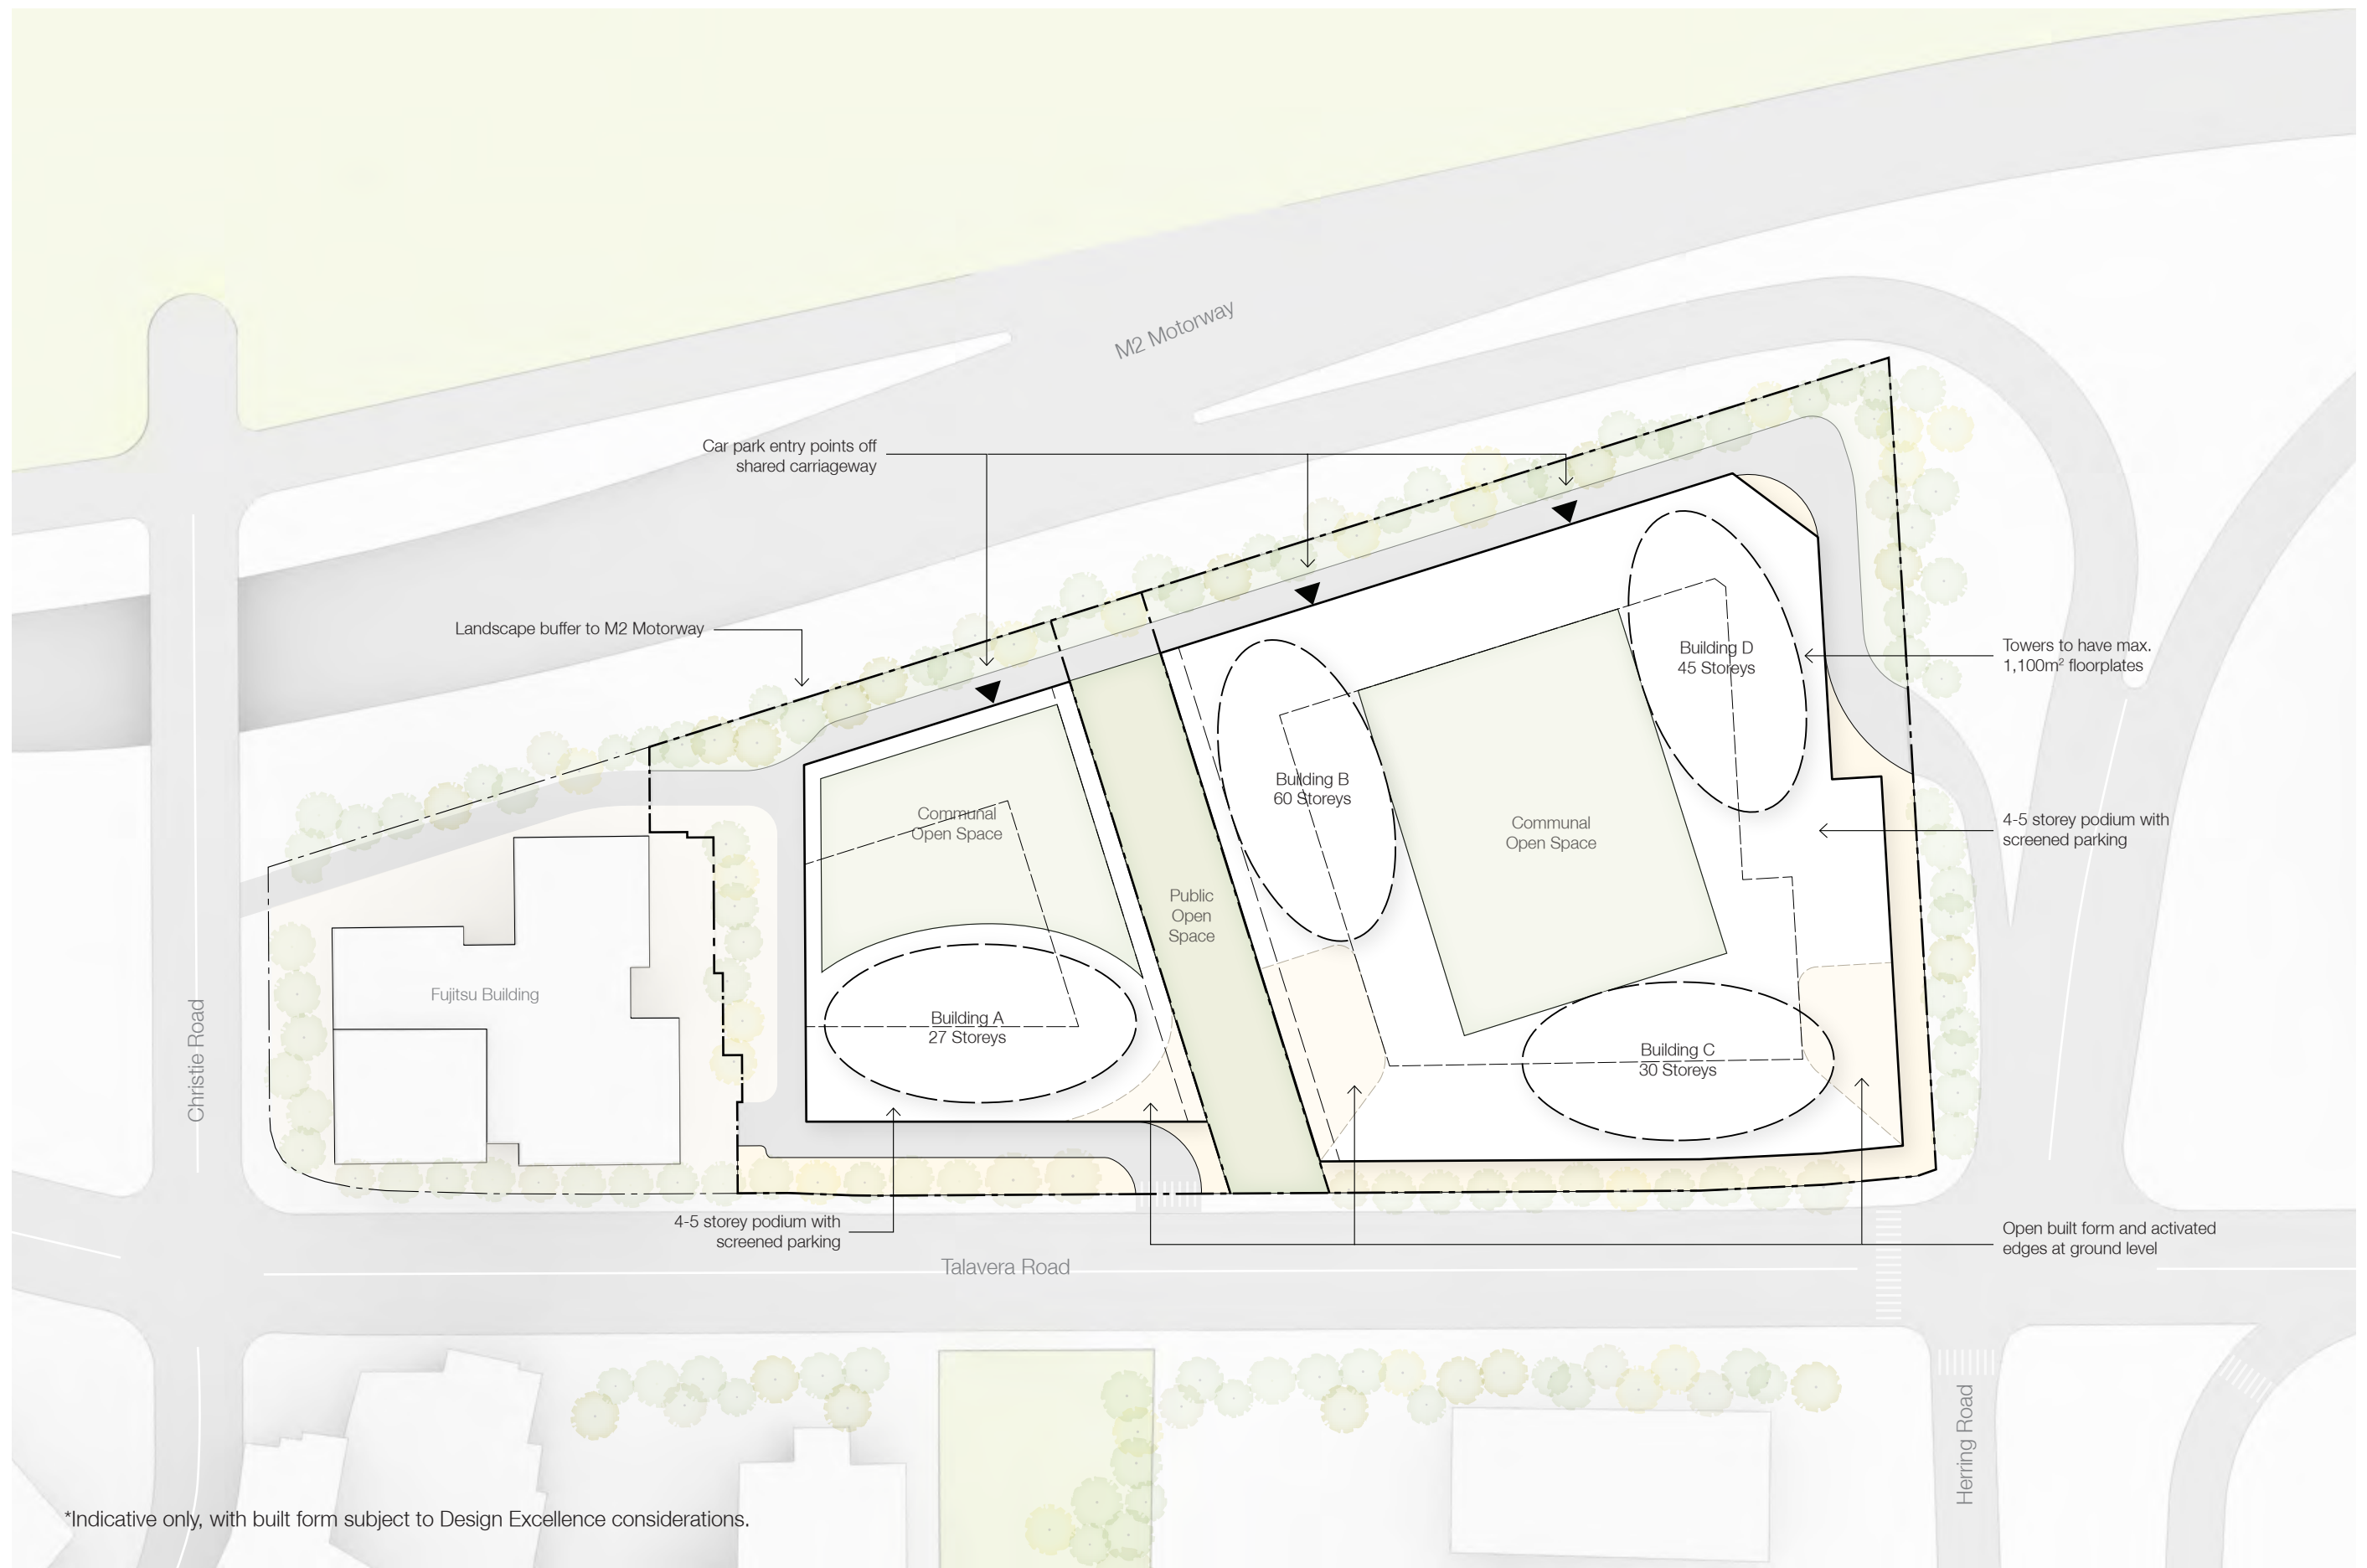 M2 Motorway
Car park entry points off
shared carriageway
Landscape buffer to M2 Motorway
Building D
45 Storeys
Towers to have max.
1,100m² floorplates
Building B
60 Storeys
Communal
Open Space
Communal
Open Space
4-5 storey podium with
screened parking
Public
Open
Space
Fujitsu Building
Building A
27 Storeys
Building C
30 Storeys
Christie Road
4-5 storey podium with
screened parking
Open built form and activated
edges at ground level
Talavera Road
Herring Road
*Indicative only, with built form subject to Design Excellence considerations.